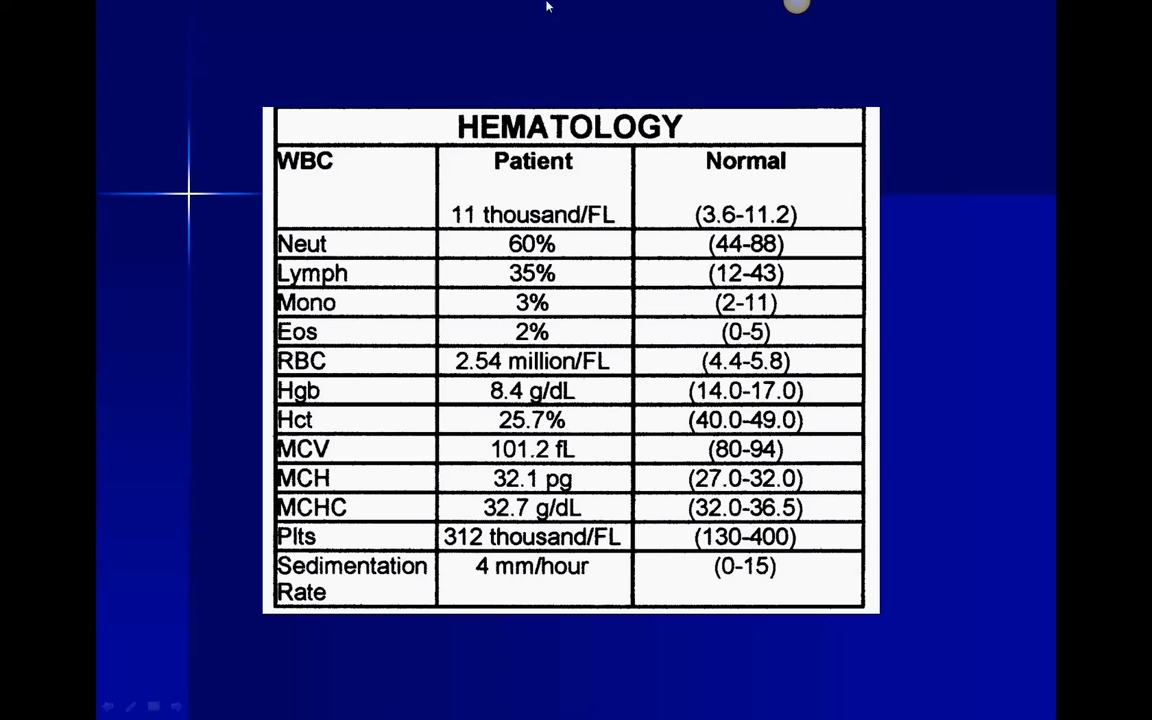 HEMATOLOGY
WBC Patient Normal
11 thousand/FL (3.6-11.2)
Neut 60% (44-88)
Lymph 35% (12-43)
Mono 3% (2-11)
Eos 2% (0-5)
RBC 2.54 million/FL (4.4-5.8)
Hgb 8.4 g/dL (14.0-17.0)
Hct 25.7% (40.0-49.0)
MCV 101.2 fL (80-94)
MCH 32.1 pg (27.0-32.0)
MCHC 32.7 g/dL (32.0-36.5)
Plts 312 thousand/FL (130-400)
Sedimentation 4 mm/hour (0-15)
Rate